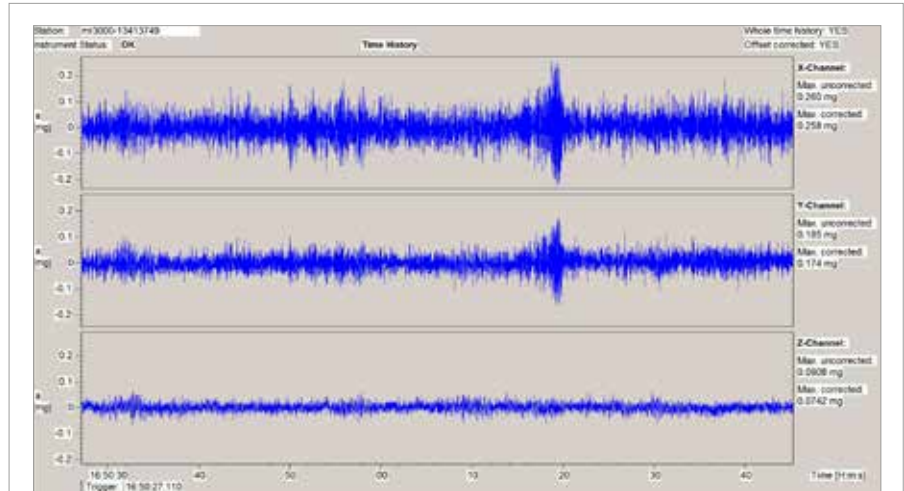 Station: mr3000-13413749 Whole time history: YES
Instrument Status: OK Time History Offset corrected: YES
X-Channel:
Max. uncorrected
0.260 mg
Max. corrected
0.258 mg
0.2
0.1
a
mg)
0
-0.1
-0.2
Y-Channel:
Max. uncorrected
0.185 mg
Max. corrected
0.174 mg
0.2
0.1
a
mg)
0
-0.1
-0.2
Z-Channel:
Max. uncorrected
0.0908 mg
Max. corrected
0.0742 mg
0.2
0.1
a
mg)
0
-0.1
-0.2
16:50:30 40 50 00 10 20 30 40 Time [H:m:s]
Trigger 16:50:27.110